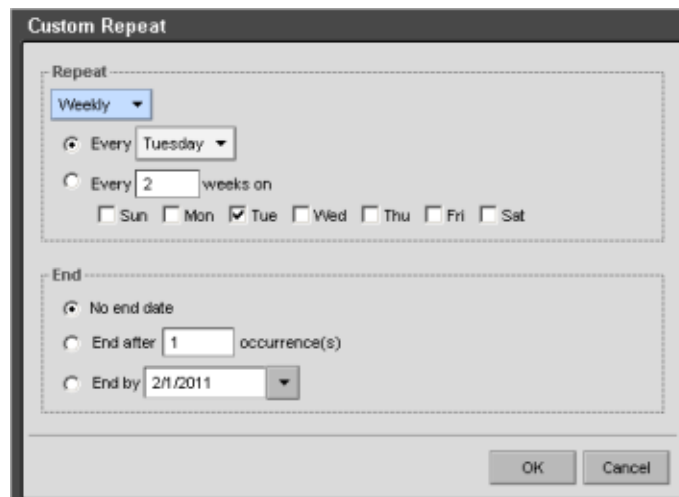 Custom Repeat
Repeat
Weekly
Every Tuesday
Every 2 weeks on
Sun Mon Tue Wed Thu Fri Sat
End
No end date
End after 1 occurrence(s)
End by 2/1/2011
OK Cancel